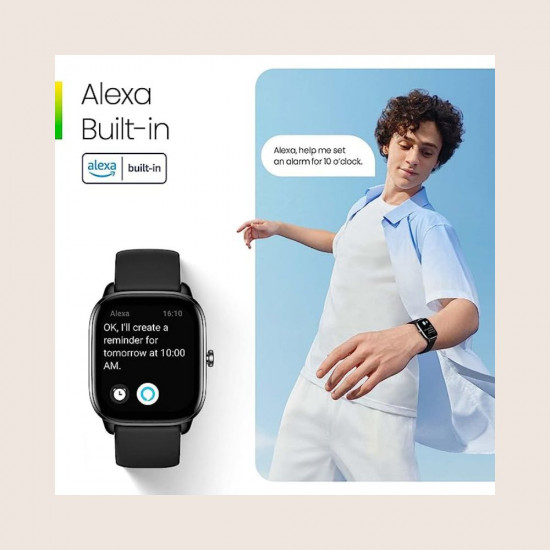 Alexa
Built-in
alexa built-in
Alexa, help me set
an alarm for 10 o'clock.
Alexa 16:10
OK, I'll create a
reminder for
tomorrow at 10:00
AM.